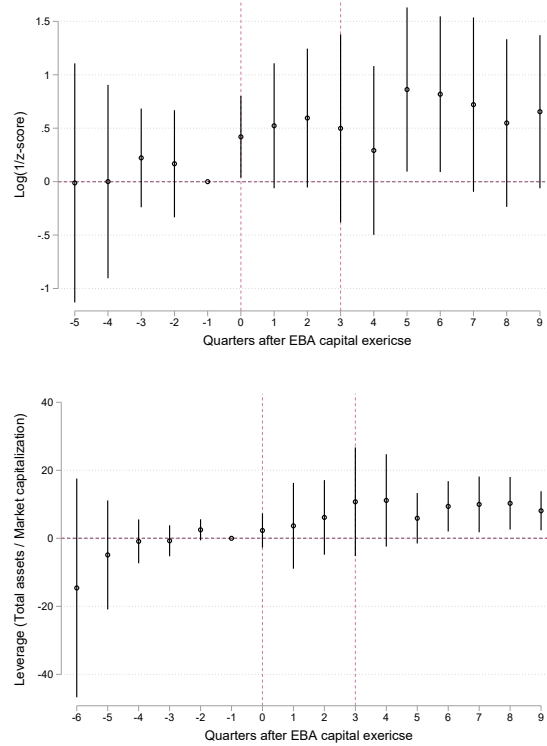 1.5
1
.5
0
-.5
-1
Log(1/z-score)
-5 -4 -3 -2 -1 0 1 2 3 4 5 6 7 8 9
Quarters after EBA capital exericse
40
20
0
-20
-40
Leverage (Total assets / Market capitalization)
-6 -5 -4 -3 -2 -1 0 1 2 3 4 5 6 7 8 9
Quarters after EBA capital exericse